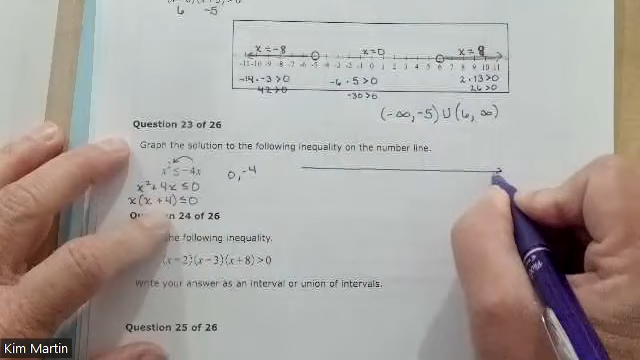 6 -5
x=-8 x=0 x=8
-11 -10 -9 -8 -7 -6 -5 -4 -3 -2 -1 0 1 2 3 4 5 6 7 8 9 10 11
-14·-3>0 -6·5>0 2·13>0
42>0 -30>0 26>0
(-∞,-5)U(6,∞)
Question 23 of 26
Graph the solution to the following inequality on the number line.
x² ≤ -4x
x²+4x≤0 0,-4
x(x+4)≤0
24 of 26
the following inequality.
(x−2)(x−3)(x+8)>0
Write your answer as an interval or union of intervals.
Question 25 of 26
Kim Martin